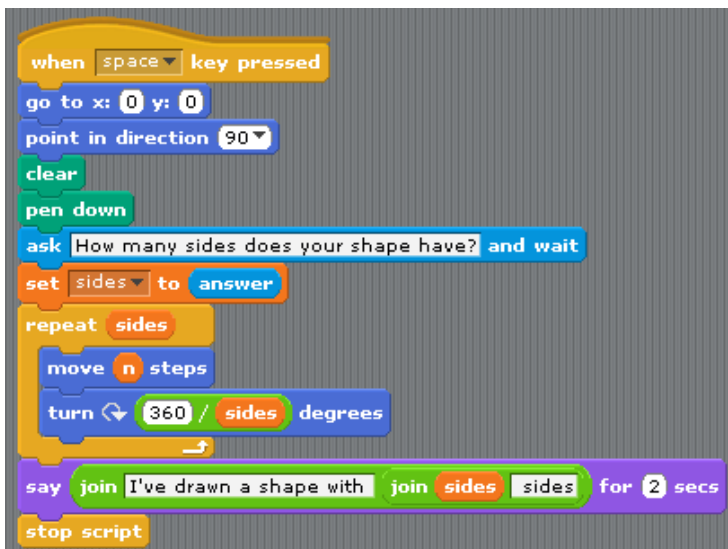 when space key pressed
go to x: 0 y: 0
point in direction 90
clear
pen down
ask How many sides does your shape have? and wait
set sides to answer
repeat sides
move n steps
turn 360 / sides degrees
say join I've drawn a shape with join sides sides for 2 secs
stop script